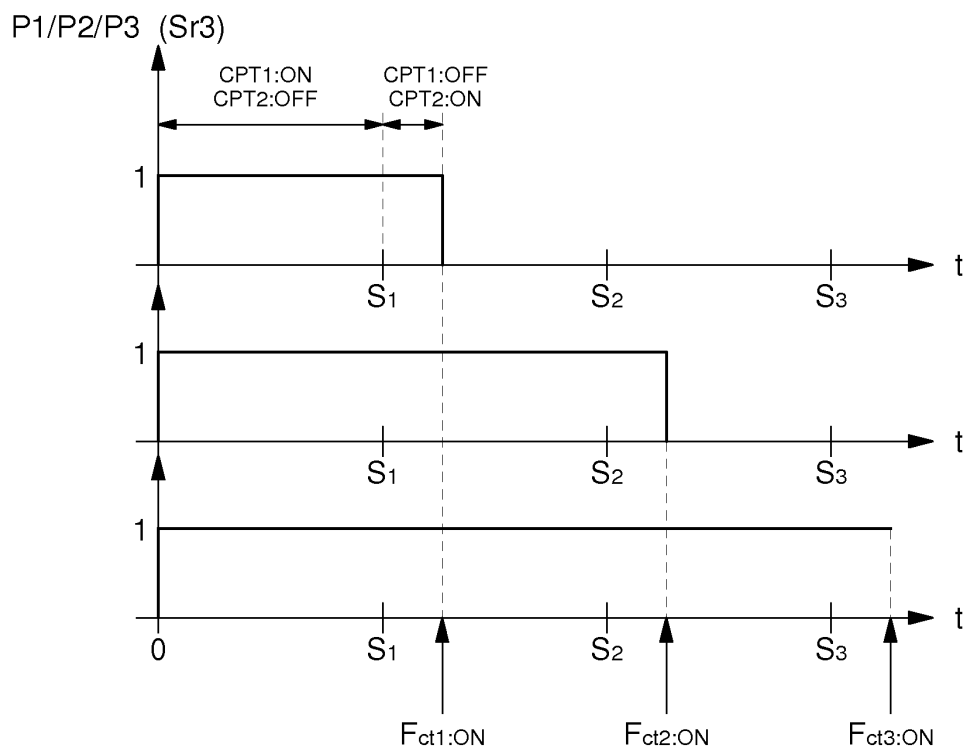 P1/P2/P3 (Sr3)
CPT1:ON CPT1:OFF
CPT2:OFF CPT2:ON
1
t
S1 S2 S3
1
t
S1 S2 S3
1
t
0 S1 S2 S3
Fct1:ON Fct2:ON Fct3:ON